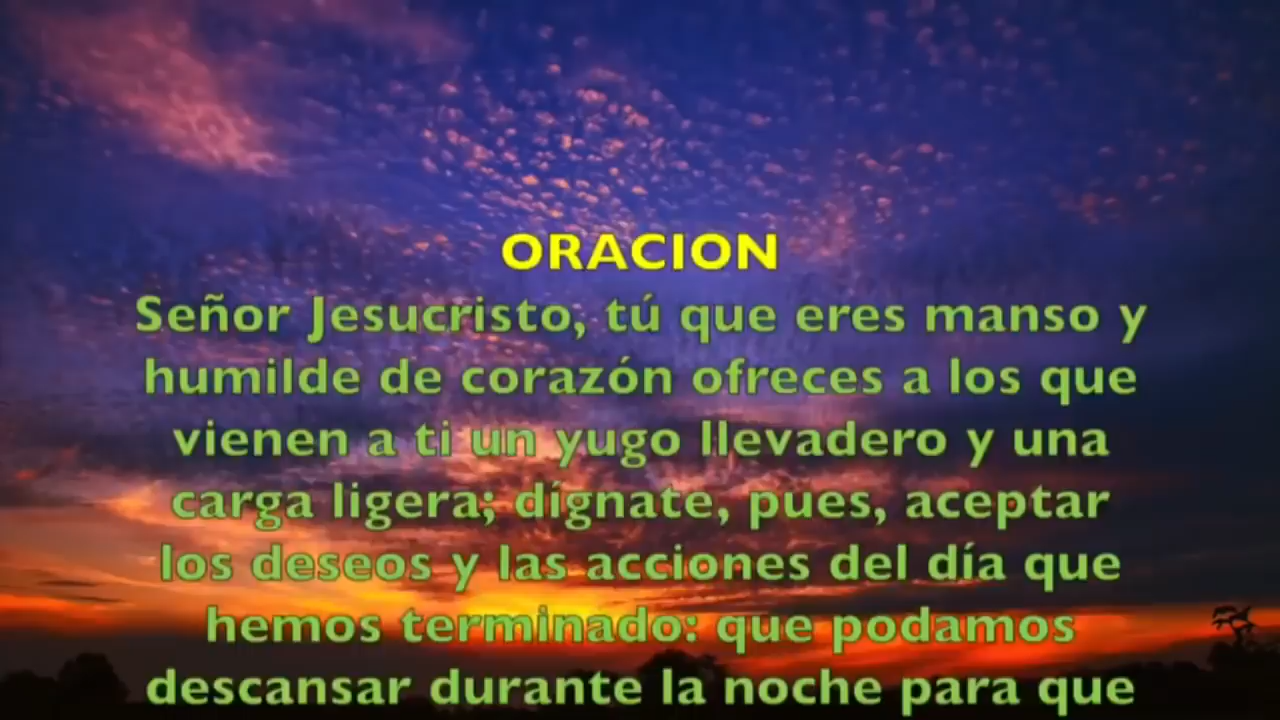 ORACION
Señor Jesucristo, tú que eres manso y
humilde de corazón ofreces a los que
vienen a ti un yugo llevadero y una
carga ligera; dígnate, pues, aceptar
los deseos y las acciones del día que
hemos terminado: que podamos
descansar durante la noche para que